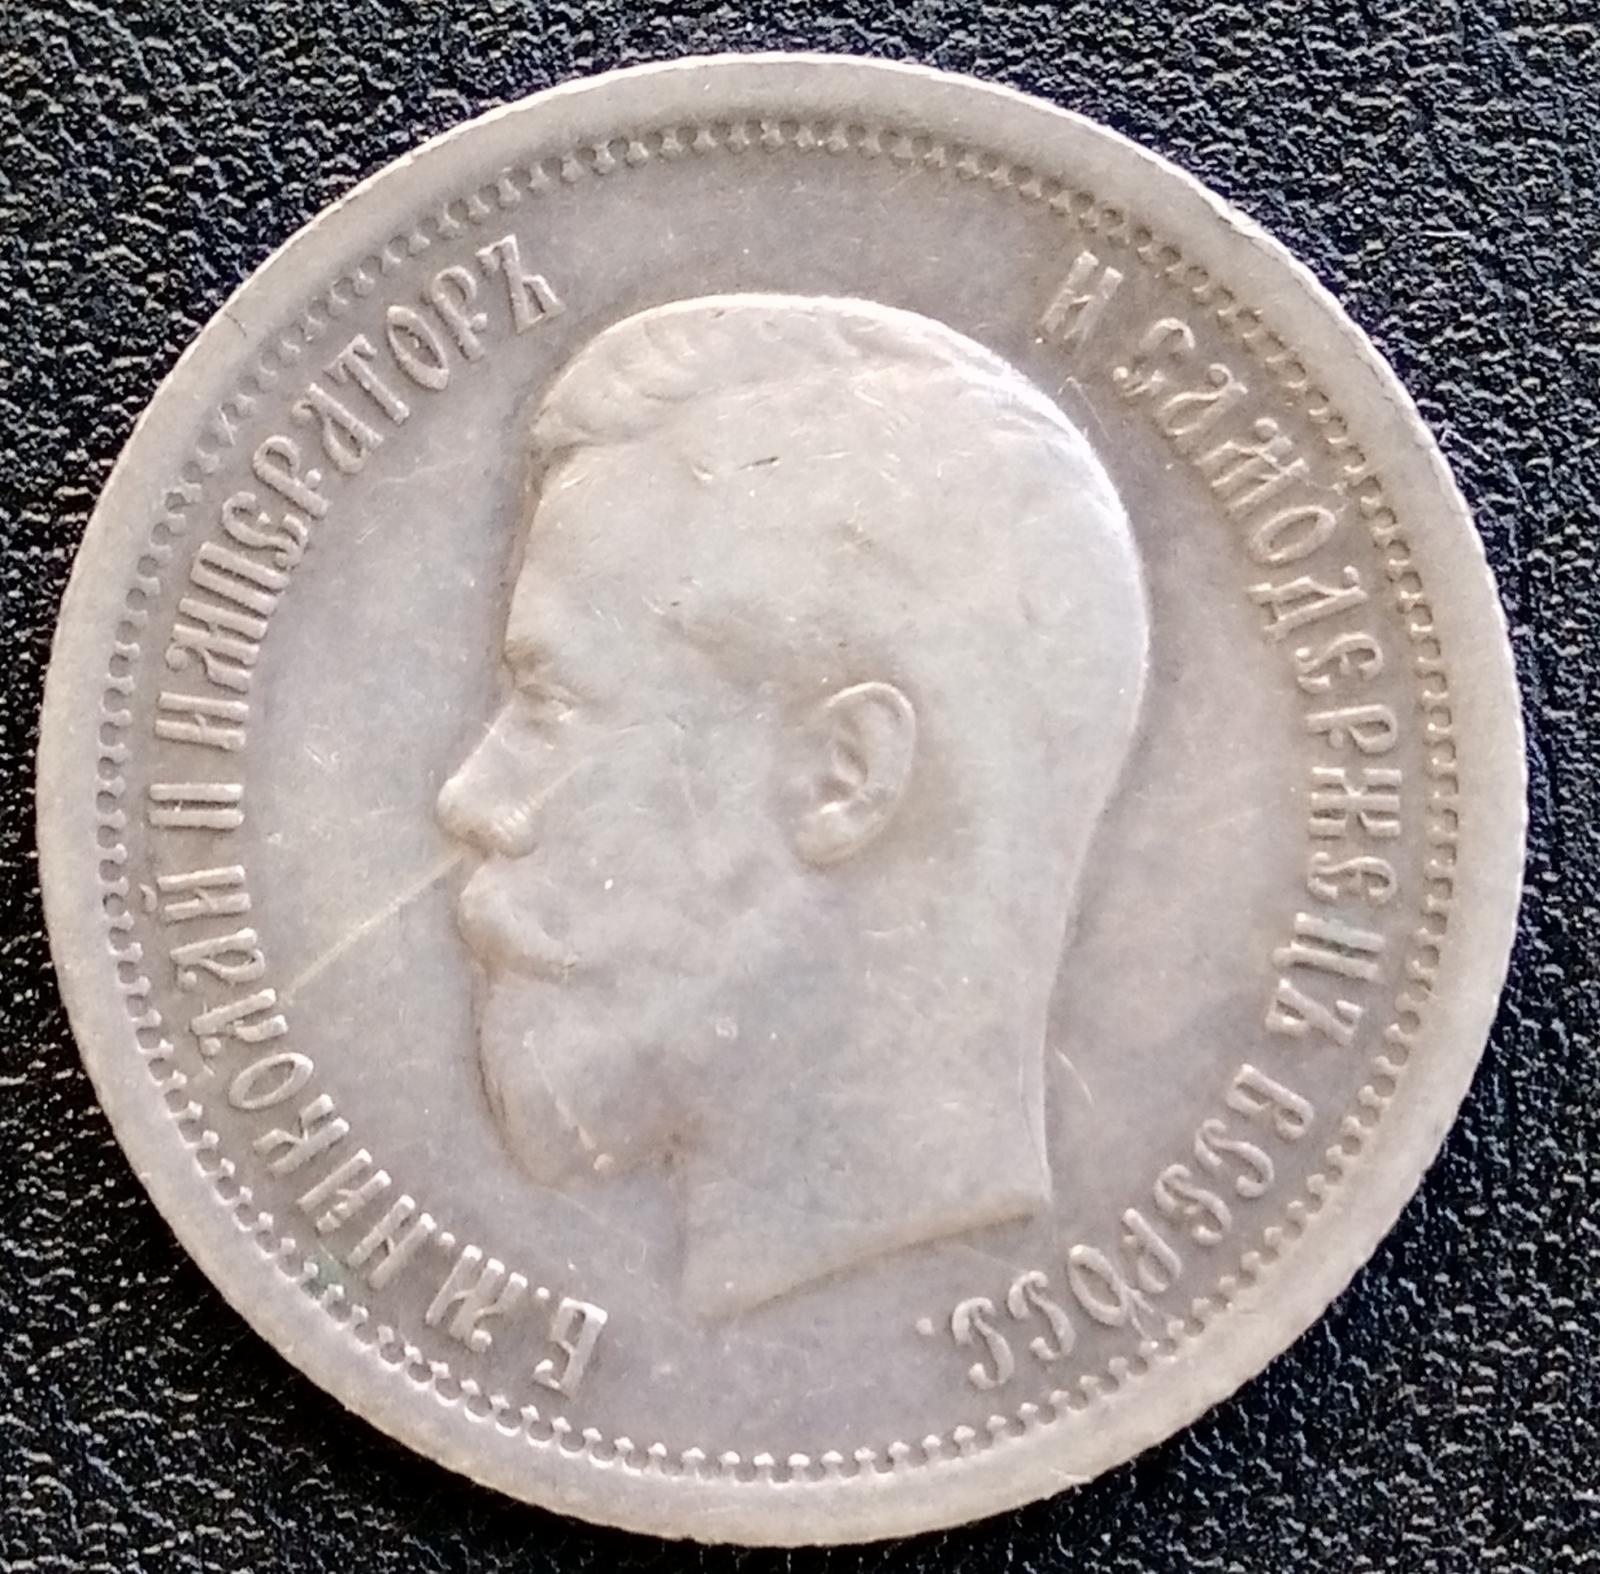 Б.М.НИКОЛАЙ II ИМПЕРАТОРЪ
И САМОДЕРЖЕЦЪ ВСЕРОСС.